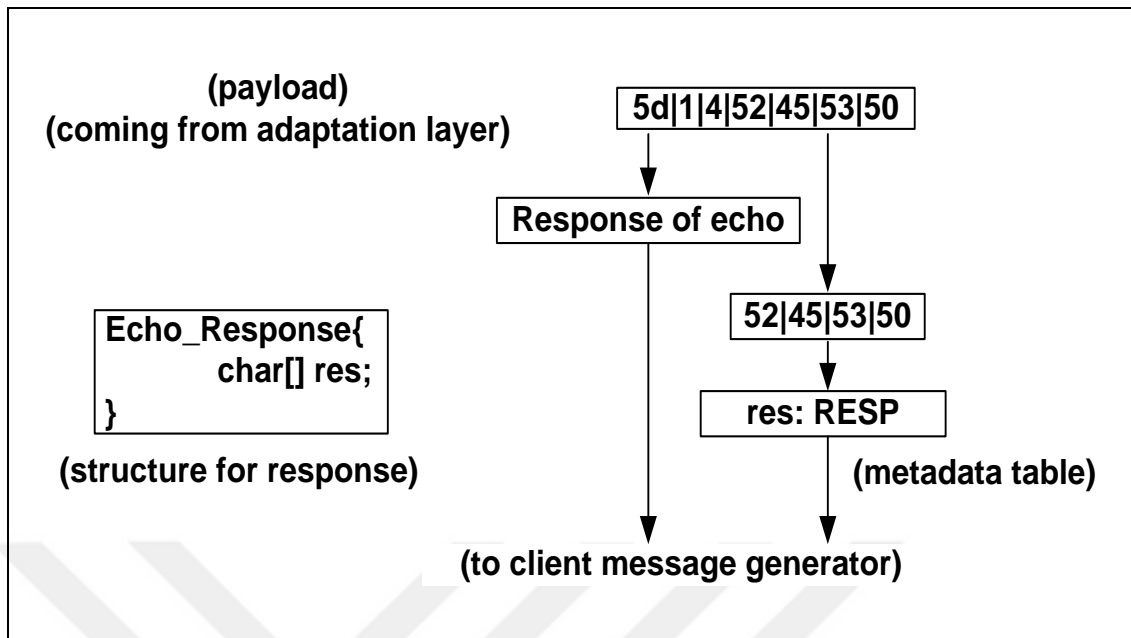 (payload)
(coming from adaptation layer)
5d|1|4|52|45|53|50
Response of echo
52|45|53|50
Echo_Response{
char[] res;
}
res: RESP
(structure for response)
(metadata table)
(to client message generator)